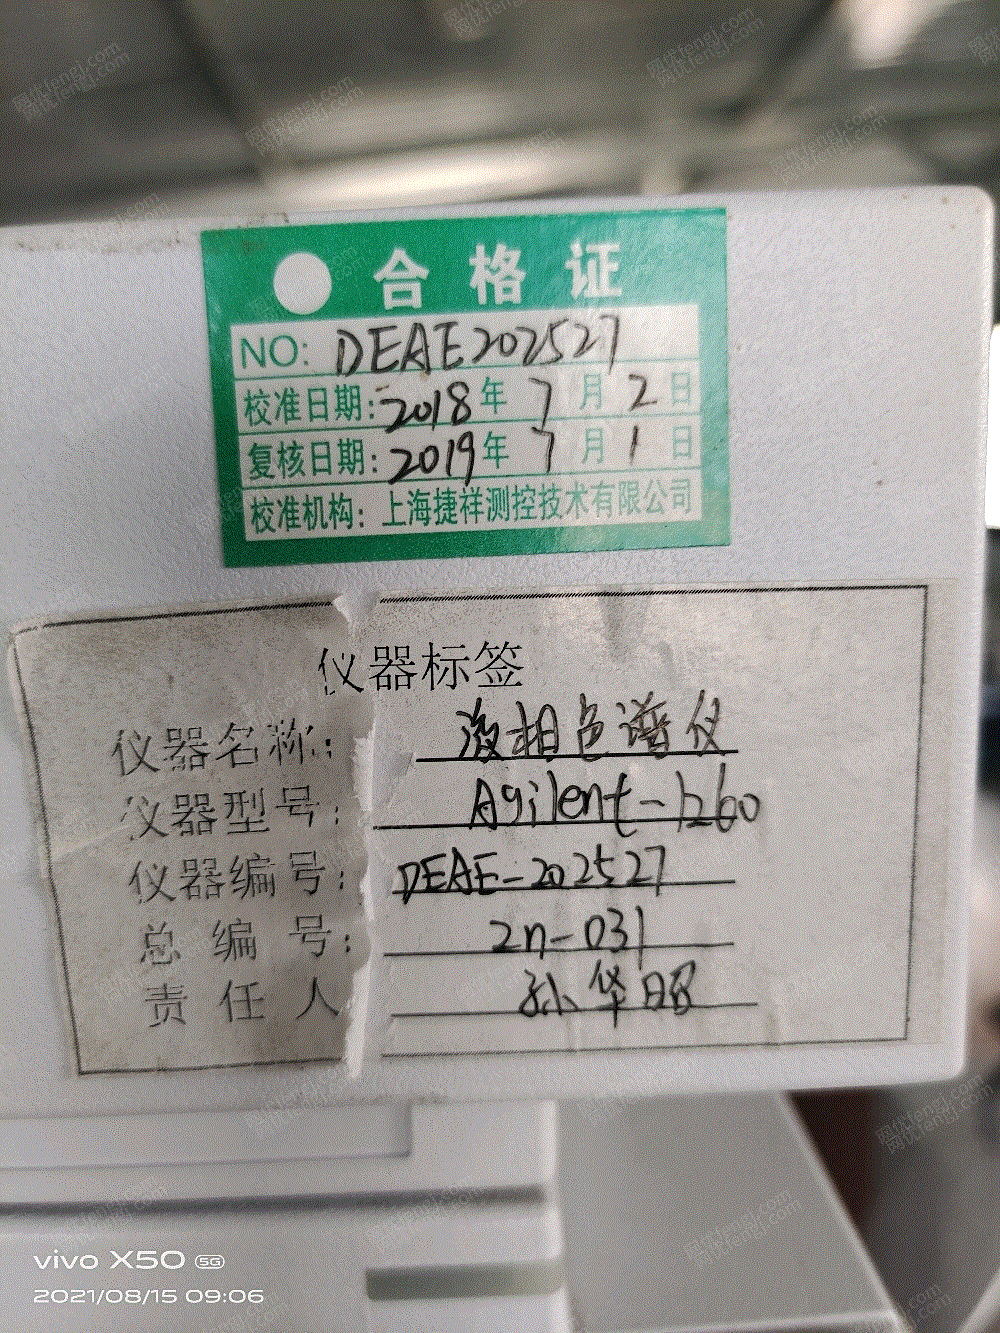 合格证
NO: DEAE202527
校准日期: 2018年7月2日
复核日期: 2019年7月1日
校准机构: 上海捷祥测控技术有限公司
仪器标签
仪器名称: 液相色谱仪
仪器型号: Agilent-1260
仪器编号: DEAE-202527
总编号: 2n-031
责任人 孙华昭
vivo X50 5G
2021/08/15 09:06